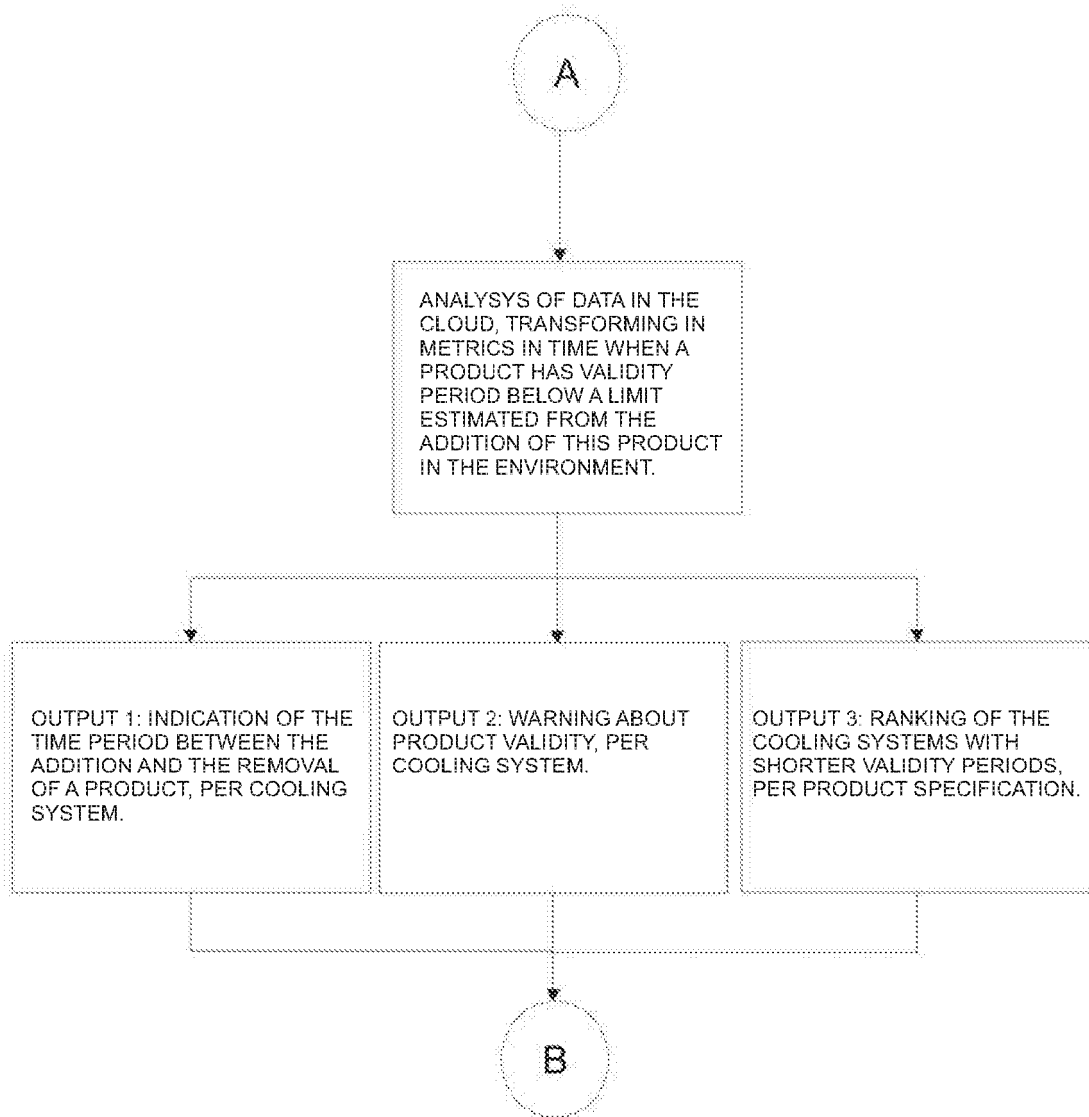 A
ANALYSYS OF DATA IN THE
CLOUD, TRANSFORMING IN
METRICS IN TIME WHEN A
PRODUCT HAS VALIDITY
PERIOD BELOW A LIMIT
ESTIMATED FROM THE
ADDITION OF THIS PRODUCT
IN THE ENVIRONMENT.
OUTPUT 1: INDICATION OF THE
TIME PERIOD BETWEEN THE
ADDITION AND THE REMOVAL
OF A PRODUCT, PER COOLING
SYSTEM.
OUTPUT 2: WARNING ABOUT
PRODUCT VALIDITY, PER
COOLING SYSTEM.
OUTPUT 3: RANKING OF THE
COOLING SYSTEMS WITH
SHORTER VALIDITY PERIODS,
PER PRODUCT SPECIFICATION.
B